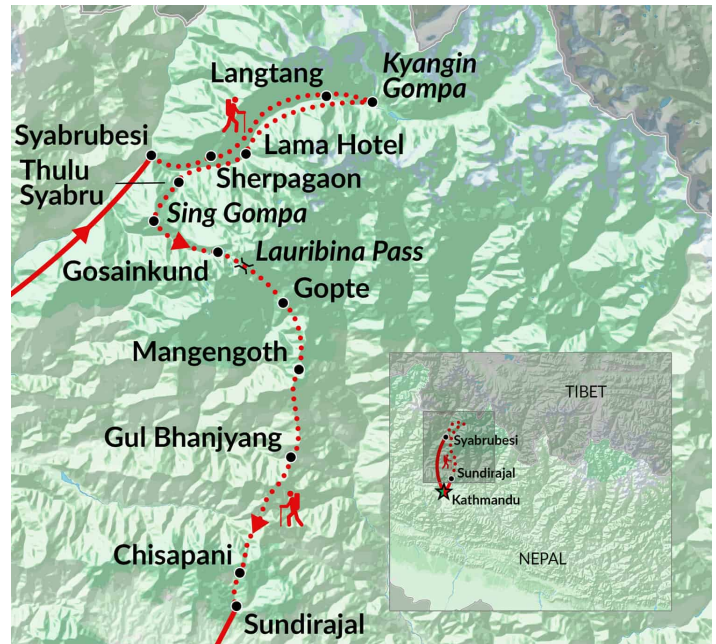 Kyangin
Gompa
Langtang
Syabrubesi
Lama Hotel
Thulu
Syabru
Sherpagaon
Sing Gompa
Lauribina Pass
Gosainkund
Gopte
Mangengoth
Gul Bhanjyang
Chisapani
Sundirajal
TIBET
Syabrubesi
Sundirajal
Kathmandu
NEPAL